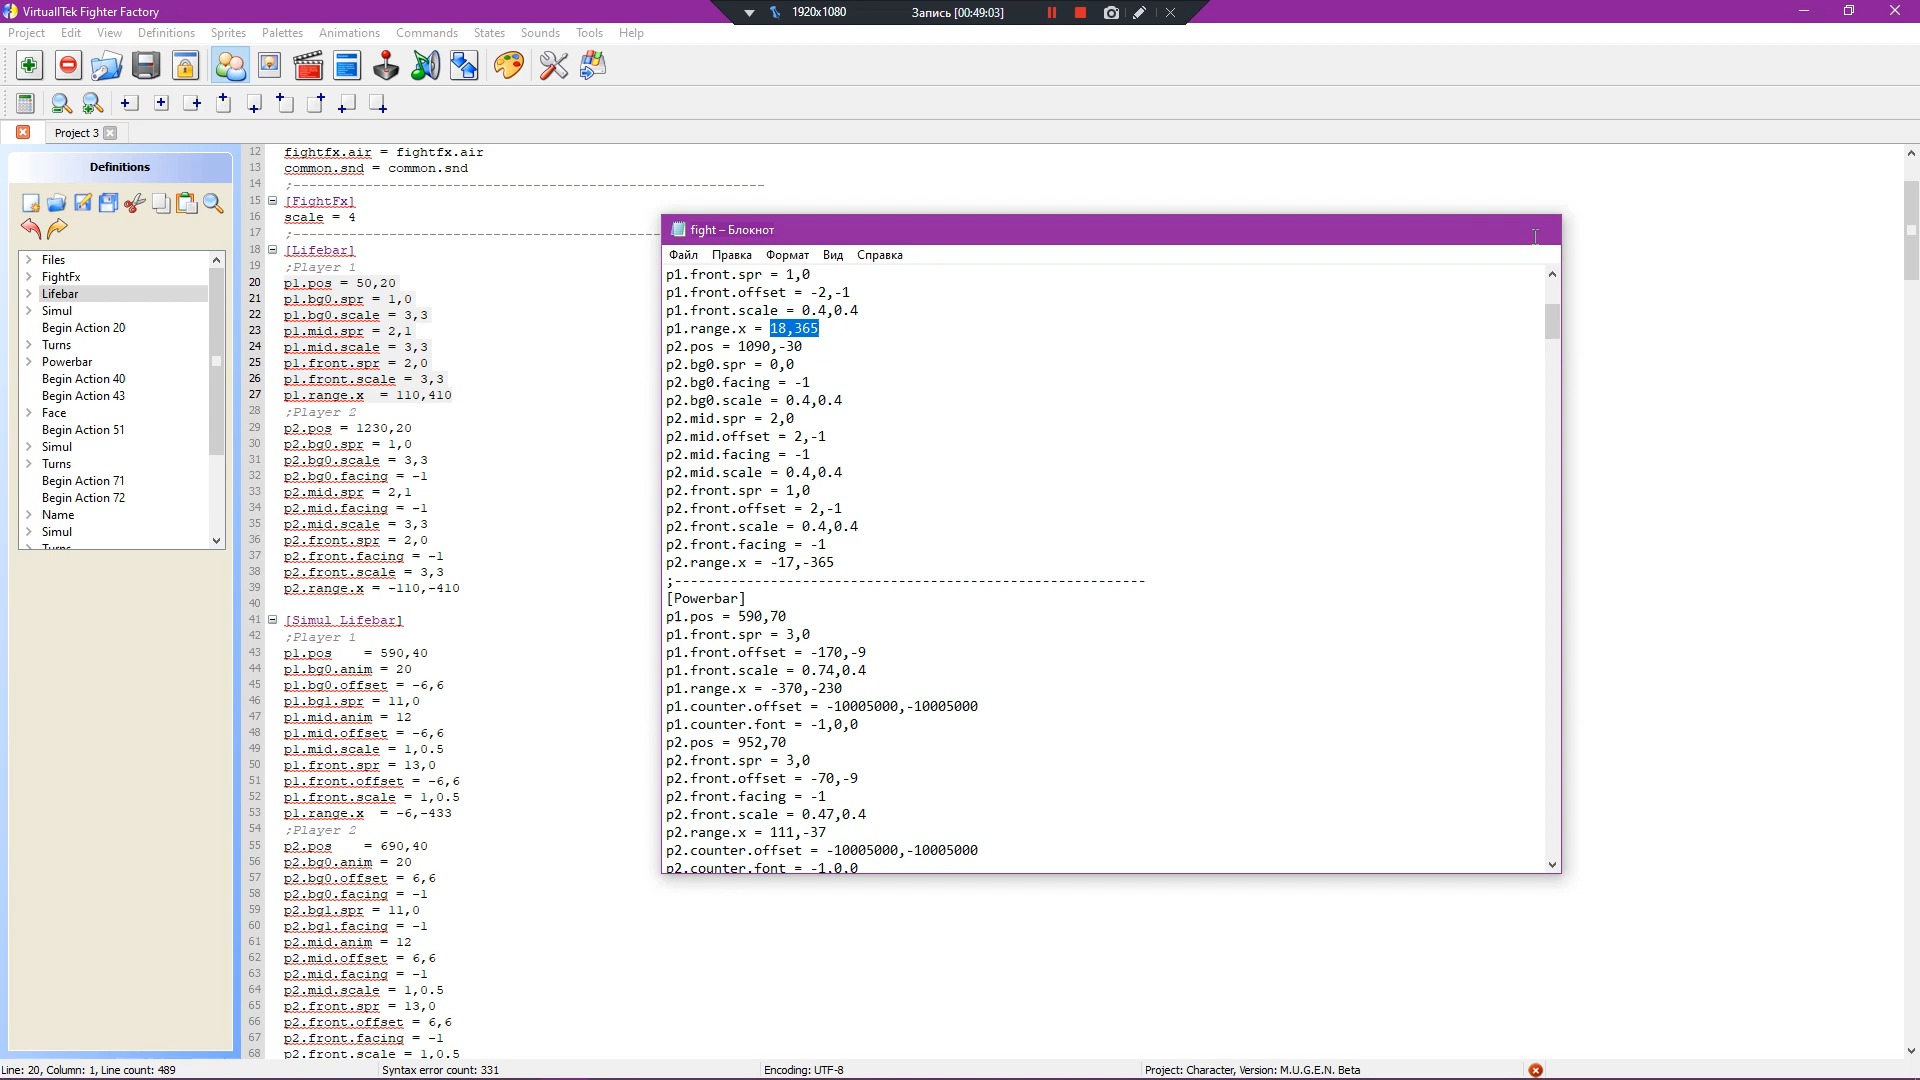 VirtuallTek Fighter Factory
1920x1080
Запись [00:49:03]
Project Edit View Definitions Sprites Palettes Animations Commands States Sounds Tools Help
Project 3
Definitions
Files
FightFx
Lifebar
Simul
Begin Action 20
Turns
Powerbar
Begin Action 40
Begin Action 43
Face
Begin Action 51
Simul
Turns
Begin Action 71
Begin Action 72
Name
Simul
Turns
12 fightfx.air = fightfx.air
13 common.snd = common.snd
14 ;-----------------------------------------------------------
15 [FightFx]
16 scale = 4
17 ;-----------------------------------------------
18 [Lifebar]
19 ;Player 1
20 p1.pos = 50,20
21 p1.bg0.spr = 1,0
22 p1.bg0.scale = 3,3
23 p1.mid.spr = 2,1
24 p1.mid.scale = 3,3
25 p1.front.spr = 2,0
26 p1.front.scale = 3,3
27 p1.range.x  = 110,410
28 ;Player 2
29 p2.pos = 1230,20
30 p2.bg0.spr = 1,0
31 p2.bg0.scale = 3,3
32 p2.bg0.facing = -1
33 p2.mid.spr = 2,1
34 p2.mid.facing = -1
35 p2.mid.scale = 3,3
36 p2.front.spr = 2,0
37 p2.front.facing = -1
38 p2.front.scale = 3,3
39 p2.range.x = -110,-410
40
41 [Simul Lifebar]
42 ;Player 1
43 p1.pos    = 590,40
44 p1.bg0.anim = 20
45 p1.bg0.offset = -6,6
46 p1.bg1.spr = 11,0
47 p1.mid.anim = 12
48 p1.mid.offset = -6,6
49 p1.mid.scale = 1,0.5
50 p1.front.spr = 13,0
51 p1.front.offset = -6,6
52 p1.front.scale = 1,0.5
53 p1.range.x  = -6,-433
54 ;Player 2
55 p2.pos    = 690,40
56 p2.bg0.anim = 20
57 p2.bg0.offset = 6,6
58 p2.bg0.facing = -1
59 p2.bg1.spr = 11,0
60 p2.bg1.facing = -1
61 p2.mid.anim = 12
62 p2.mid.offset = 6,6
63 p2.mid.facing = -1
64 p2.mid.scale = 1,0.5
65 p2.front.spr = 13,0
66 p2.front.offset = 6,6
67 p2.front.facing = -1
68 p2.front.scale = 1,0.5
fight – Блокнот
Файл Правка Формат Вид Справка
p1.front.spr = 1,0
p1.front.offset = -2,-1
p1.front.scale = 0.4,0.4
p1.range.x = 18,365
p2.pos = 1090,-30
p2.bg0.spr = 0,0
p2.bg0.facing = -1
p2.bg0.scale = 0.4,0.4
p2.mid.spr = 2,0
p2.mid.offset = 2,-1
p2.mid.facing = -1
p2.mid.scale = 0.4,0.4
p2.front.spr = 1,0
p2.front.offset = 2,-1
p2.front.scale = 0.4,0.4
p2.front.facing = -1
p2.range.x = -17,-365
;-----------------------------------------------------------
[Powerbar]
p1.pos = 590,70
p1.front.spr = 3,0
p1.front.offset = -170,-9
p1.front.scale = 0.74,0.4
p1.range.x = -370,-230
p1.counter.offset = -10005000,-10005000
p1.counter.font = -1,0,0
p2.pos = 952,70
p2.front.spr = 3,0
p2.front.offset = -70,-9
p2.front.facing = -1
p2.front.scale = 0.47,0.4
p2.range.x = 111,-37
p2.counter.offset = -10005000,-10005000
p2.counter.font = -1,0,0
Line: 20, Column: 1, Line count: 489
Syntax error count: 331
Encoding: UTF-8
Project: Character, Version: M.U.G.E.N. Beta